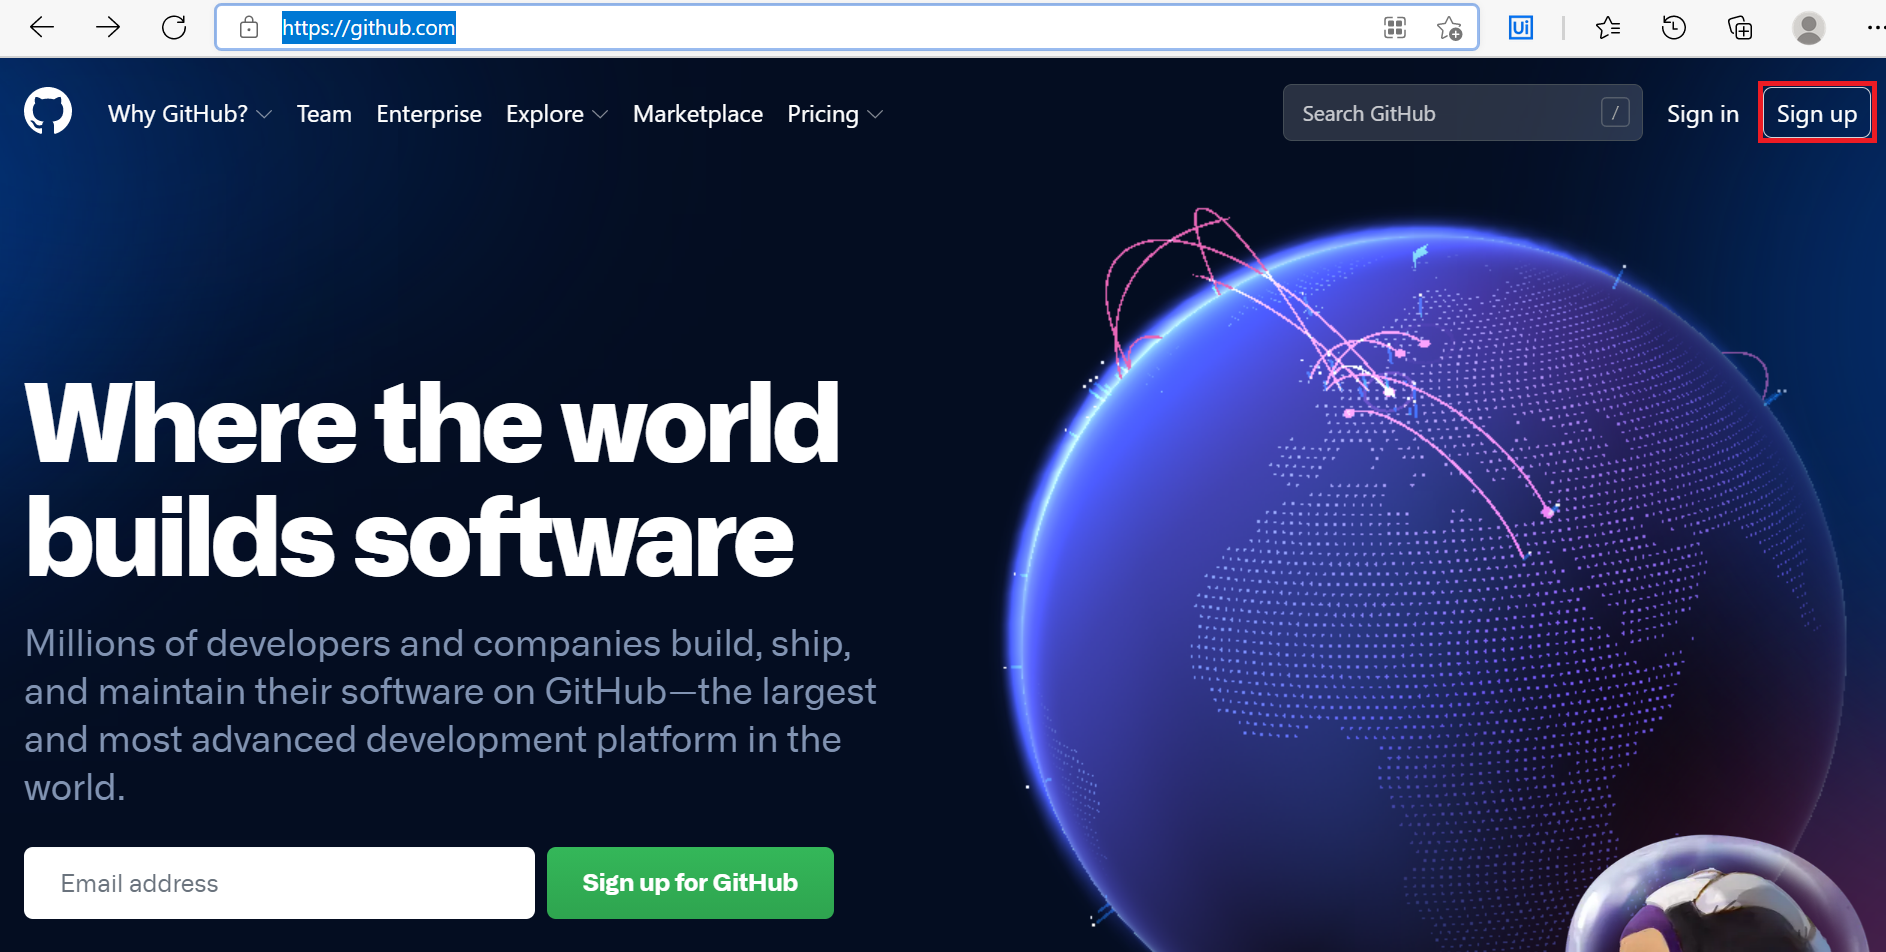 https://github.com
Ui
Why GitHub? Team Enterprise Explore Marketplace Pricing Search GitHub / Sign in Sign up
Where the world
builds software
Millions of developers and companies build, ship,
and maintain their software on GitHub—the largest
and most advanced development platform in the
world.
Email address Sign up for GitHub